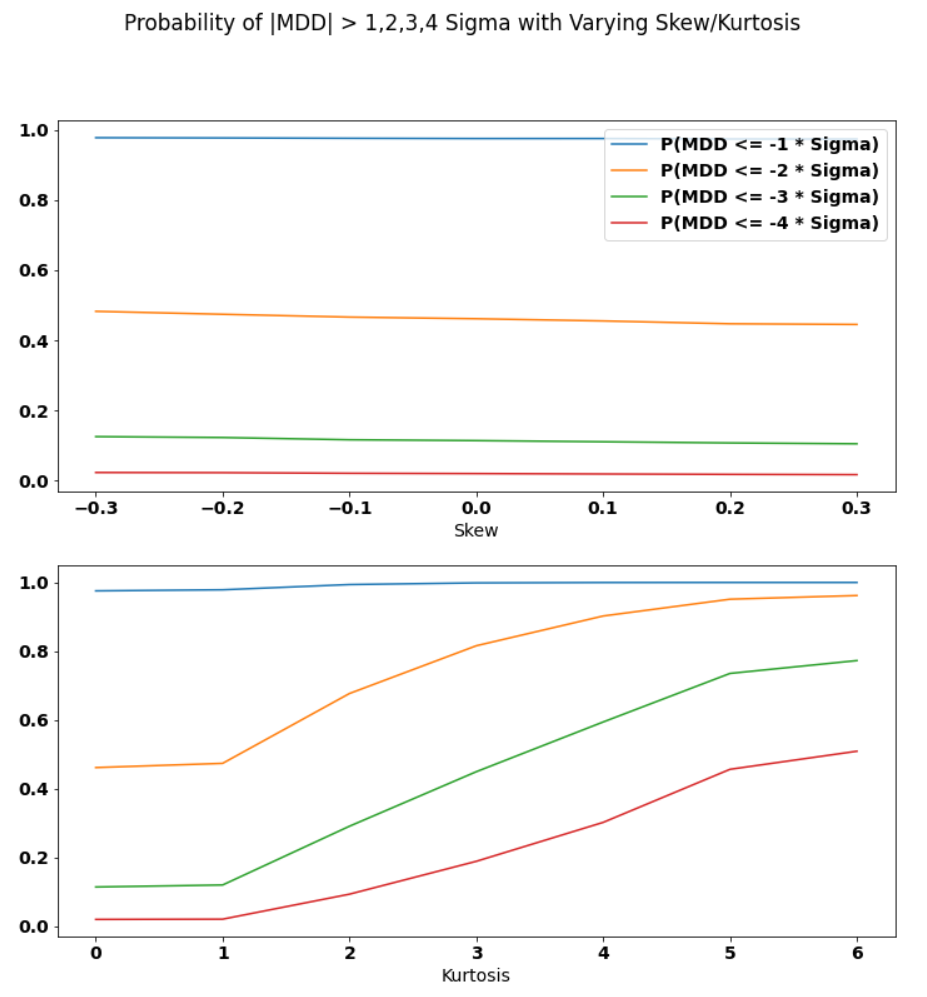 Probability of |MDD| > 1,2,3,4 Sigma with Varying Skew/Kurtosis
1.0
0.8
0.6
0.4
0.2
0.0
P(MDD <= -1 * Sigma)
P(MDD <= -2 * Sigma)
P(MDD <= -3 * Sigma)
P(MDD <= -4 * Sigma)
−0.3 −0.2 −0.1 0.0 0.1 0.2 0.3
Skew
1.0
0.8
0.6
0.4
0.2
0.0
0 1 2 3 4 5 6
Kurtosis